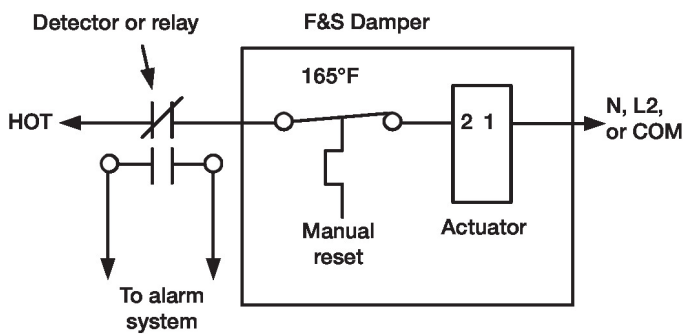 Detector or relay
F&S Damper
165°F
HOT
2 1
N, L2,
or COM
Manual
reset
Actuator
To alarm
system